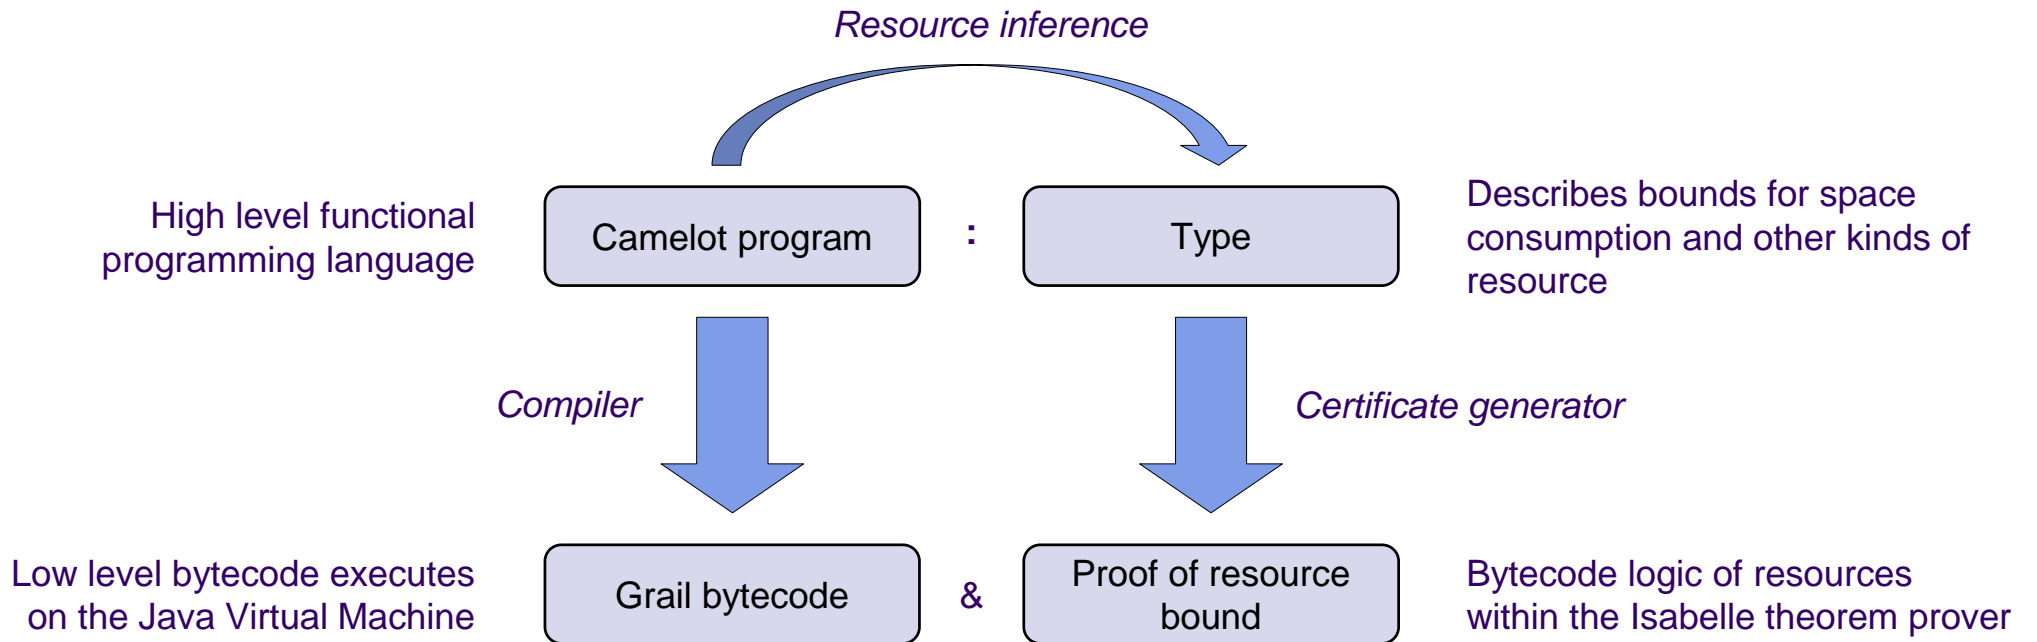 Resource inference
High level functional
programming language
Camelot program
:
Type
Describes bounds for space
consumption and other kinds of
resource
Compiler
Certificate generator
Low level bytecode executes
on the Java Virtual Machine
Grail bytecode
&
Proof of resource
bound
Bytecode logic of resources
within the Isabelle theorem prover